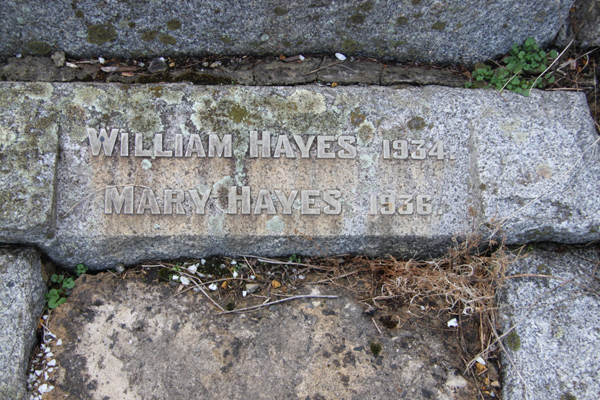 WILLIAM HAYES 1934.
MARY HAYES 1936.